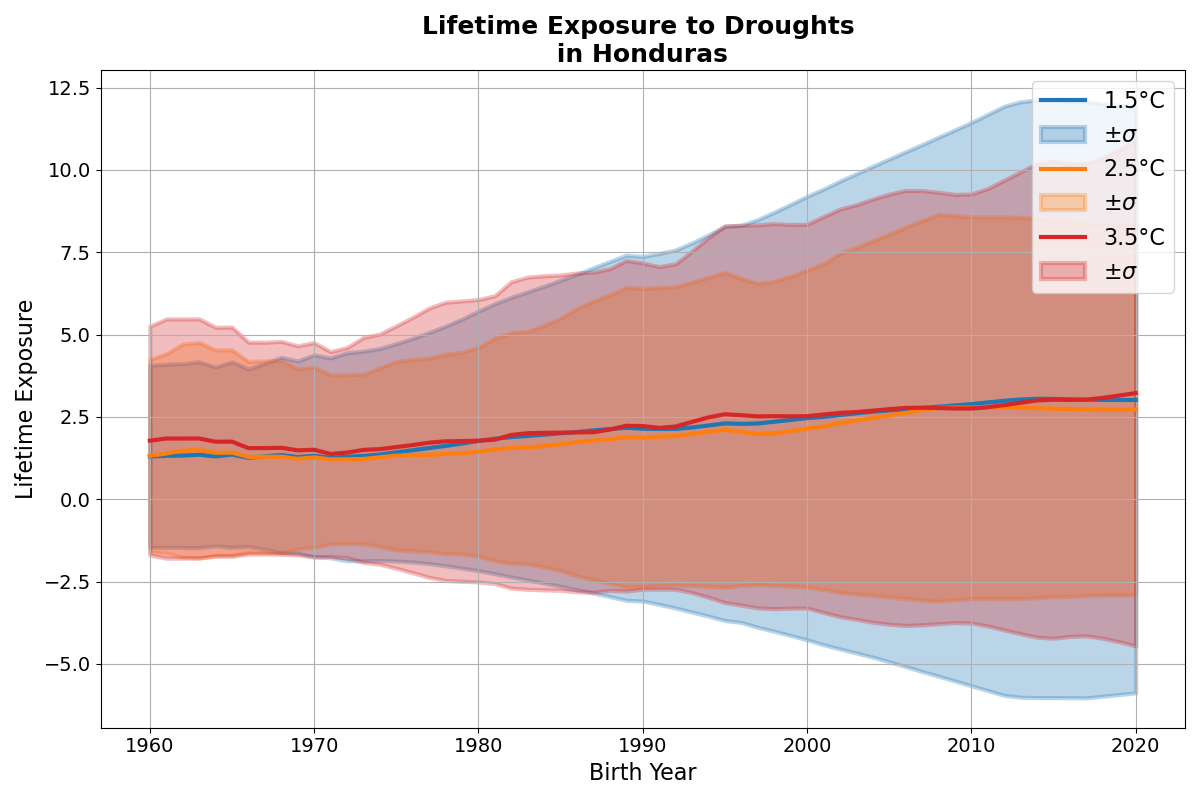 Lifetime Exposure to Droughts
in Honduras
12.5
10.0
7.5
5.0
2.5
0.0
−2.5
−5.0
Lifetime Exposure
1960
1970
1980
1990
2000
2010
2020
Birth Year
1.5°C
±σ
2.5°C
±σ
3.5°C
±σ